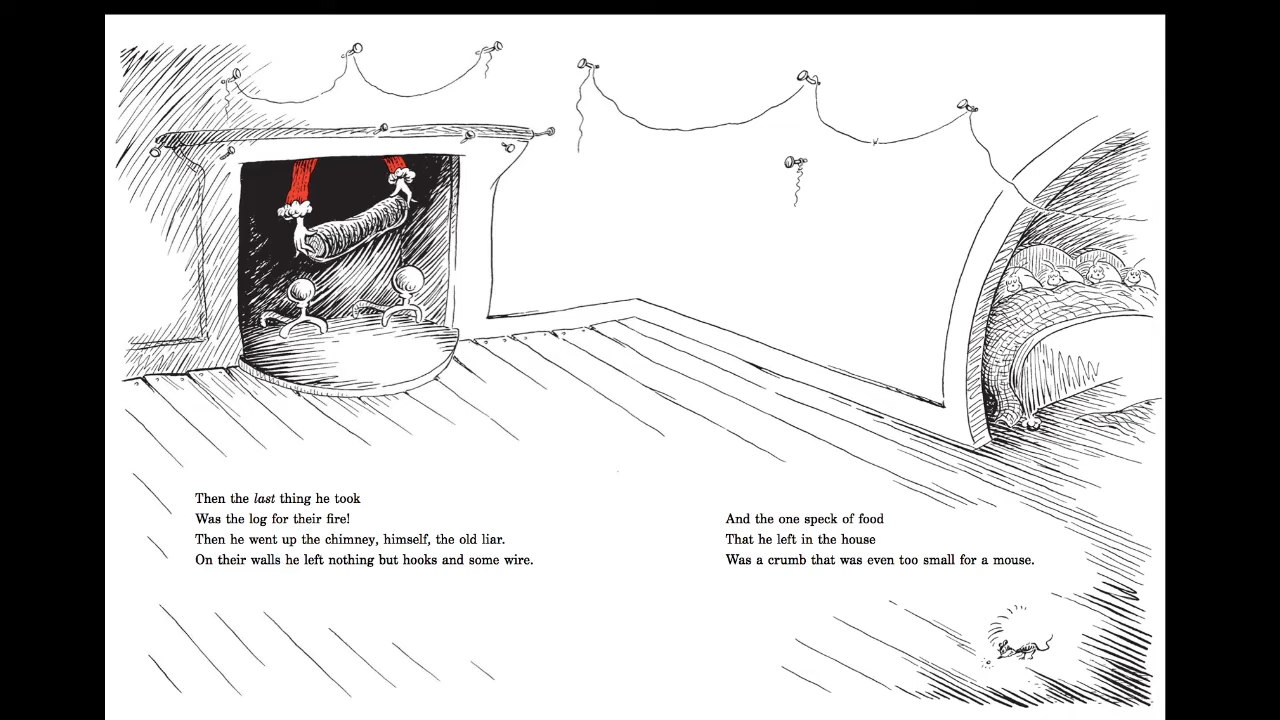 Then the last thing he took
Was the log for their fire!
Then he went up the chimney, himself, the old liar.
On their walls he left nothing but hooks and some wire.
And the one speck of food
That he left in the house
Was a crumb that was even too small for a mouse.